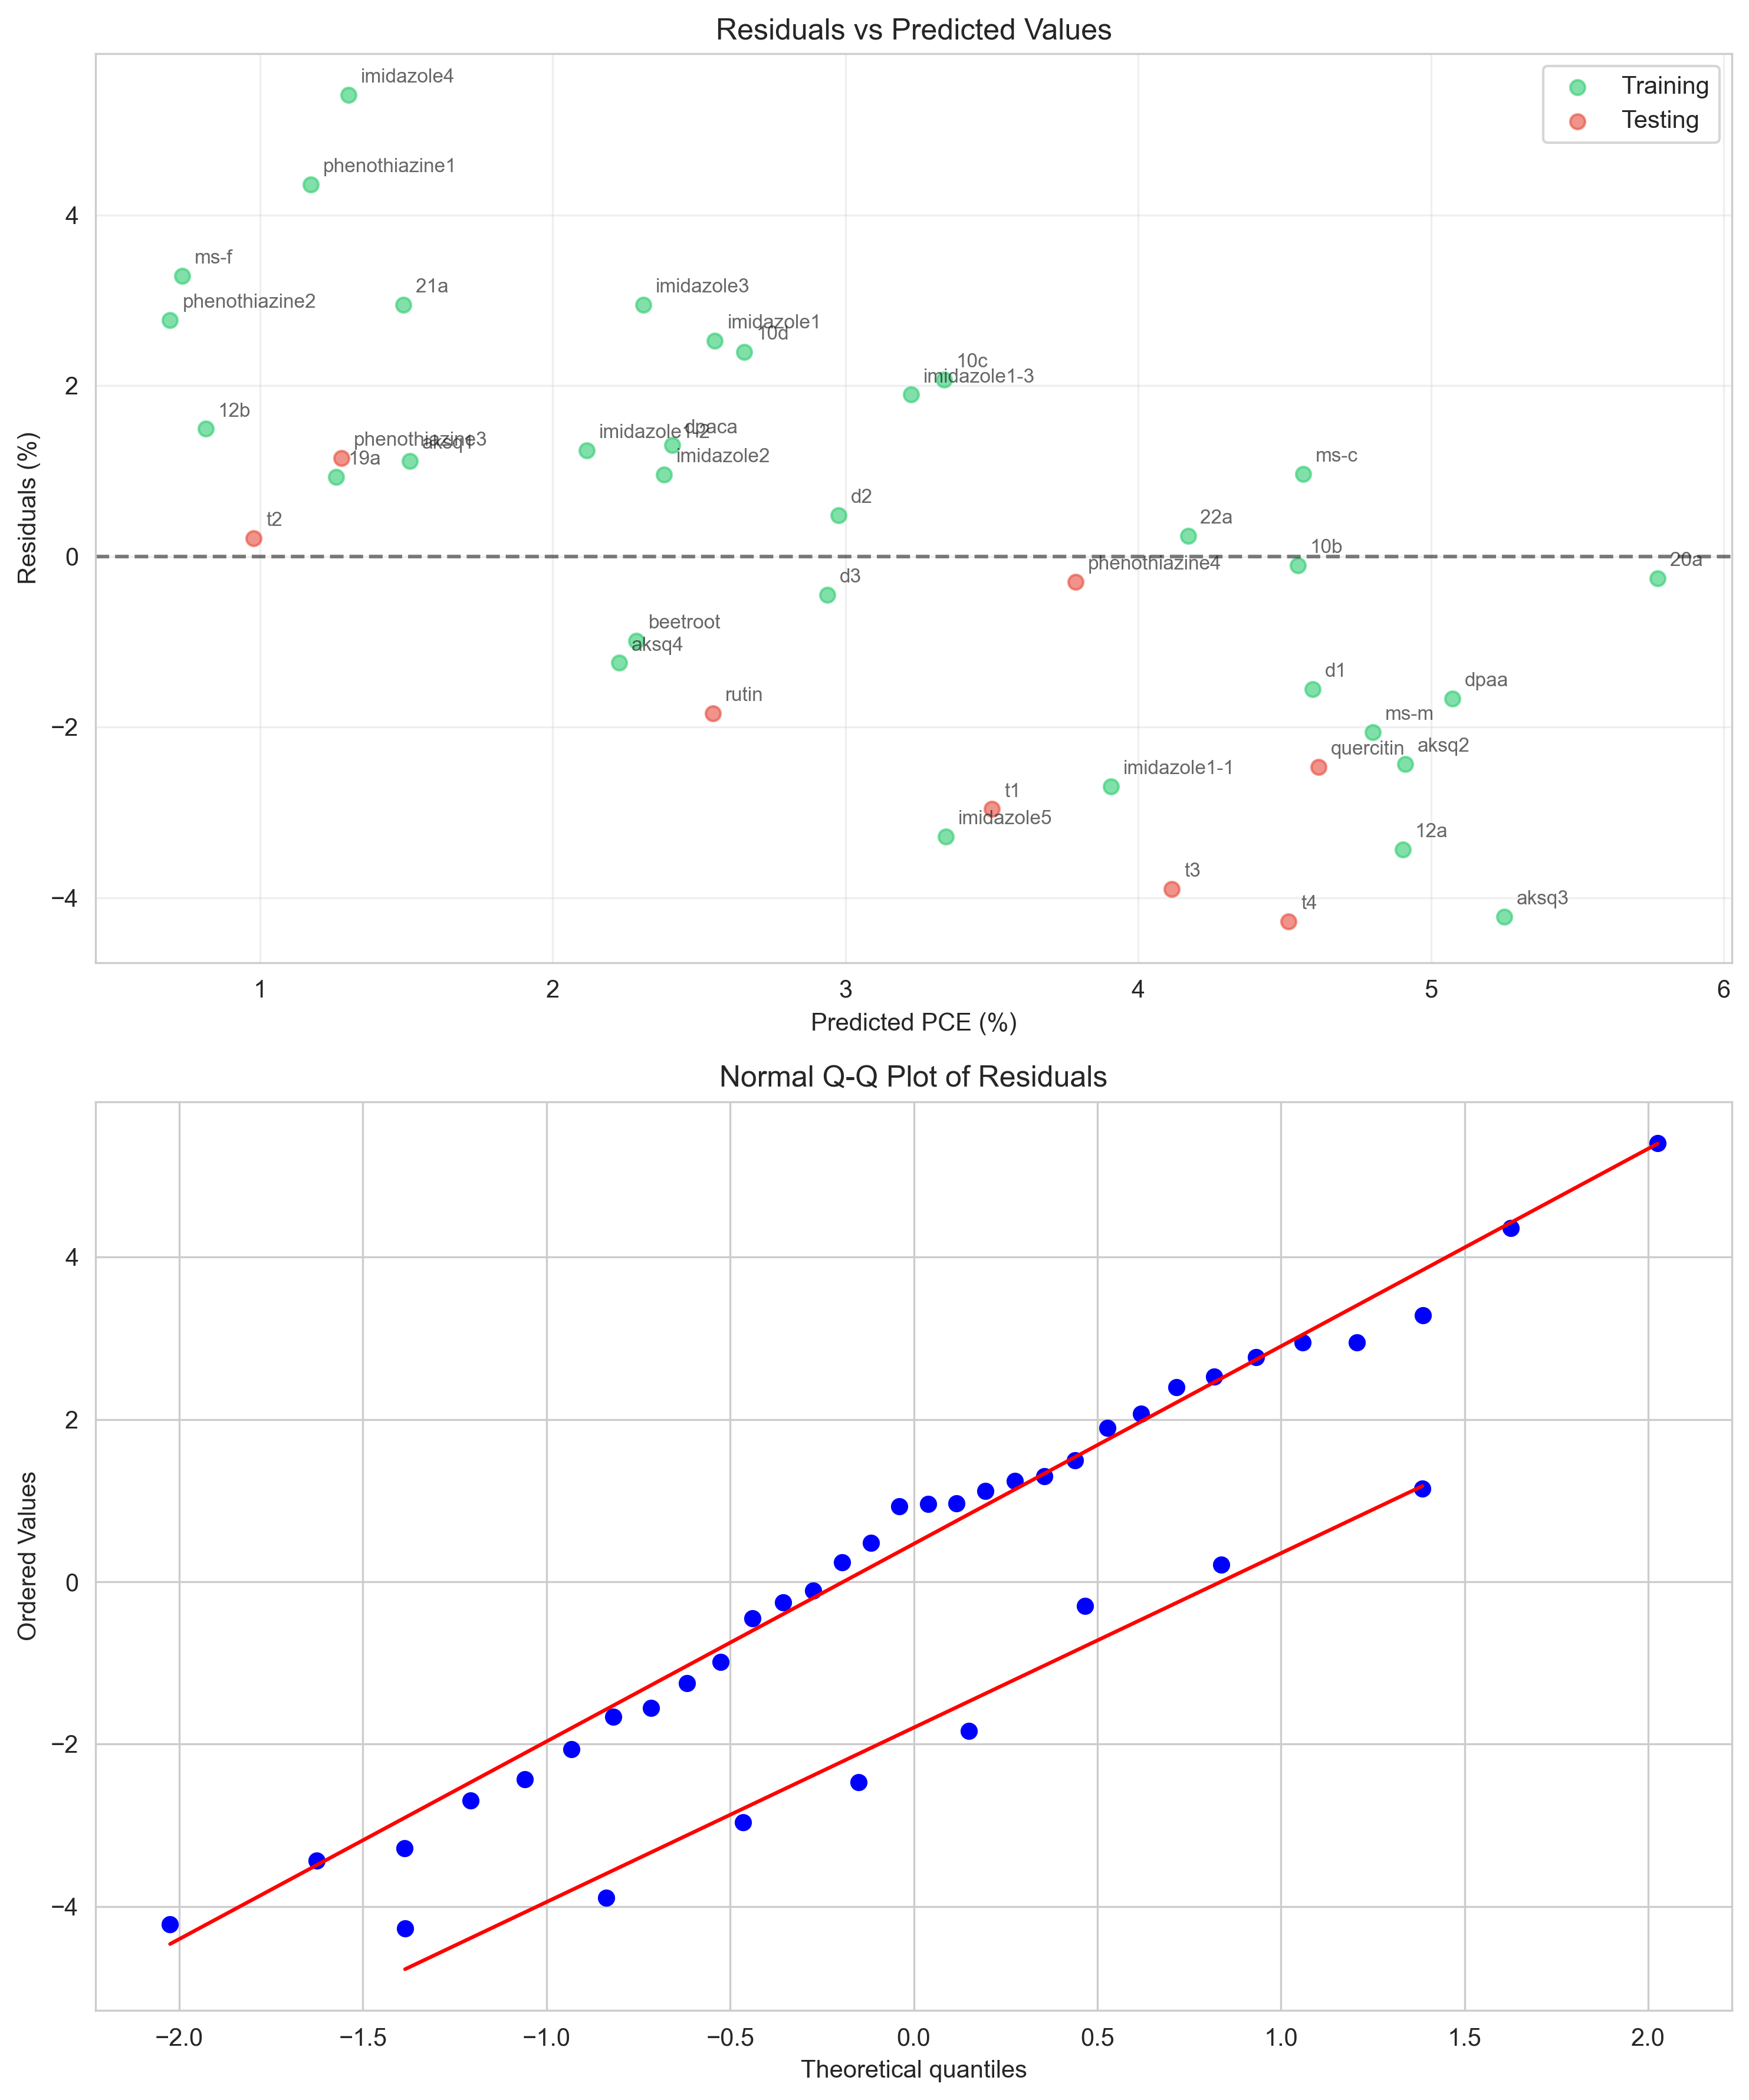 Residuals vs Predicted Values
Training
Testing
imidazole4
phenothiazine1
ms-f
phenothiazine2
21a
imidazole3
imidazole1
10d
10c
imidazole1-3
12b
phenothiazine3
aksq1
19a
imidazole1-2
dpaca
imidazole2
ms-c
d2
t2
22a
10b
phenothiazine4
20a
d3
beetroot
aksq4
rutin
d1
dpaa
ms-m
quercitin
aksq2
imidazole1-1
t1
imidazole5
12a
t3
t4
aksq3
4
2
0
−2
−4
Residuals (%)
1 2 3 4 5 6
Predicted PCE (%)
Normal Q-Q Plot of Residuals
4
2
0
−2
−4
Ordered Values
−2.0 −1.5 −1.0 −0.5 0.0 0.5 1.0 1.5 2.0
Theoretical quantiles